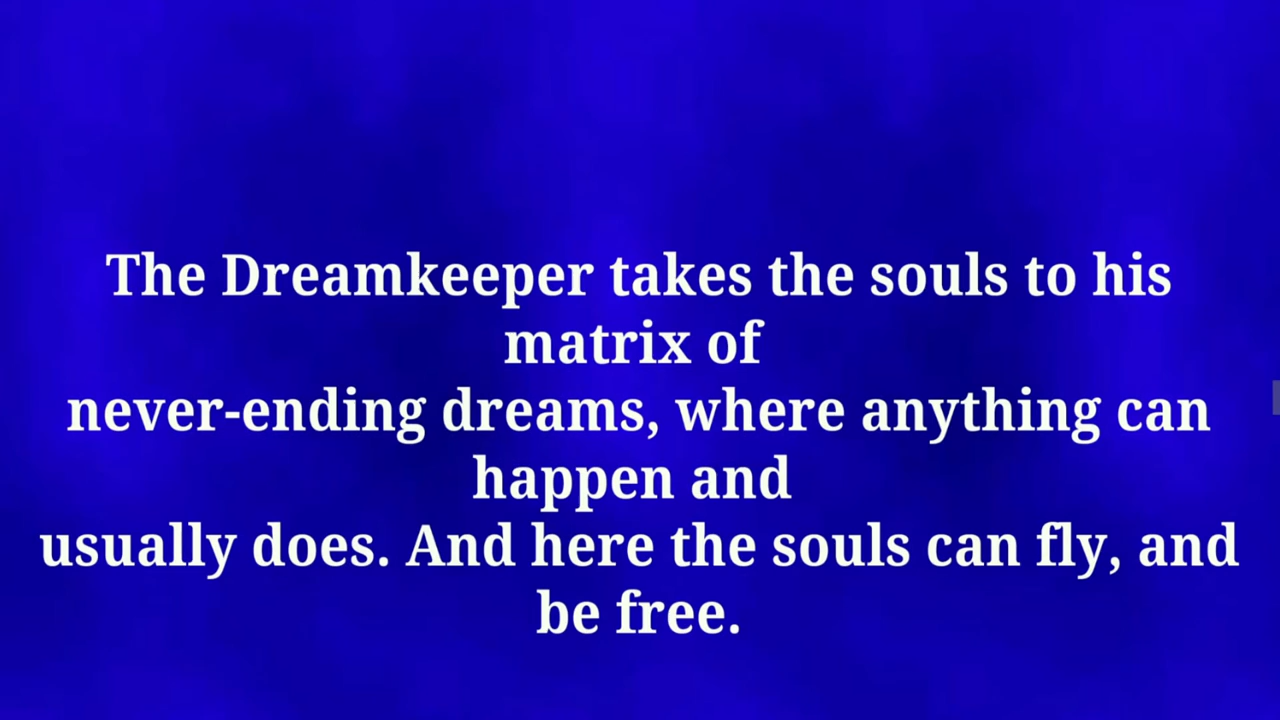 The Dreamkeeper takes the souls to his
matrix of
never-ending dreams, where anything can
happen and
usually does. And here the souls can fly, and
be free.